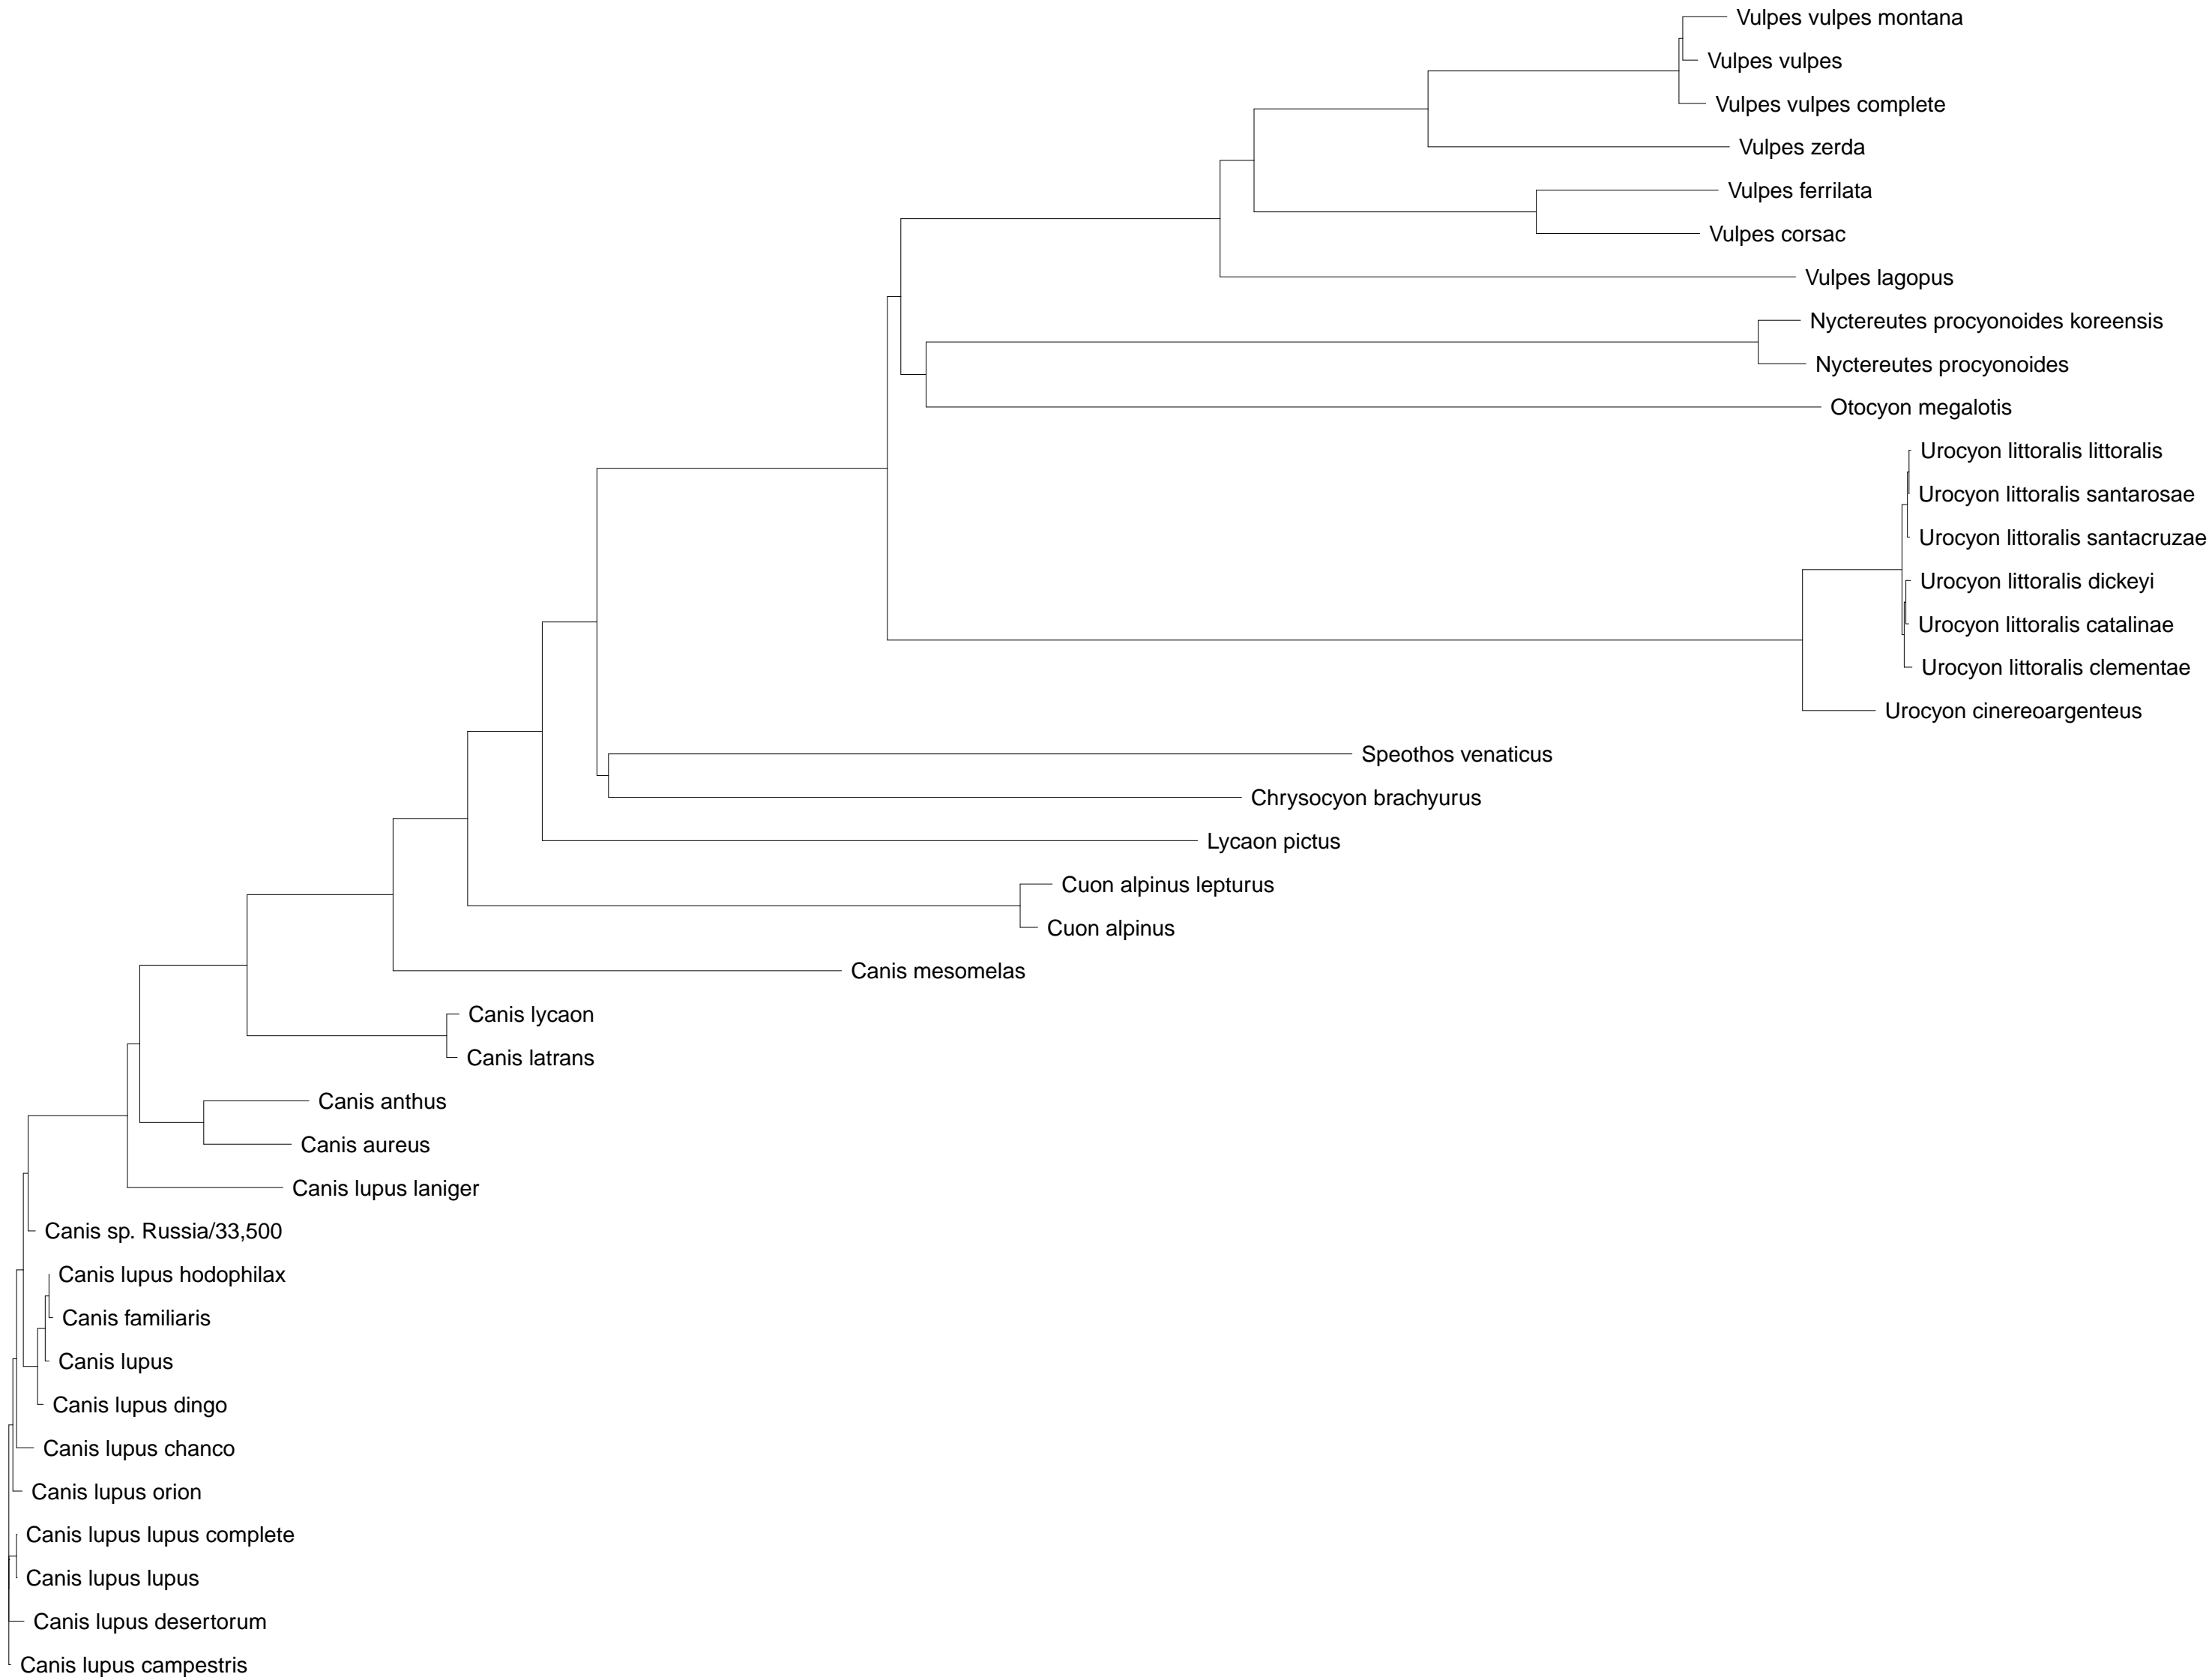 Vulpes vulpes montana
Vulpes vulpes
Vulpes vulpes complete
Vulpes zerda
Vulpes ferrilata
Vulpes corsac
Vulpes lagopus
Nyctereutes procyonoides koreensis
Nyctereutes procyonoides
Otocyon megalotis
Urocyon littoralis littoralis
Urocyon littoralis santarosae
Urocyon littoralis santacruzae
Urocyon littoralis dickeyi
Urocyon littoralis catalinae
Urocyon littoralis clementae
Urocyon cinereoargenteus
Speothos venaticus
Chrysocyon brachyurus
Lycaon pictus
Cuon alpinus lepturus
Cuon alpinus
Canis mesomelas
Canis lycaon
Canis latrans
Canis anthus
Canis aureus
Canis lupus laniger
Canis sp. Russia/33,500
Canis lupus hodophilax
Canis familiaris
Canis lupus
Canis lupus dingo
Canis lupus chanco
Canis lupus orion
Canis lupus lupus complete
Canis lupus lupus
Canis lupus desertorum
Canis lupus campestris